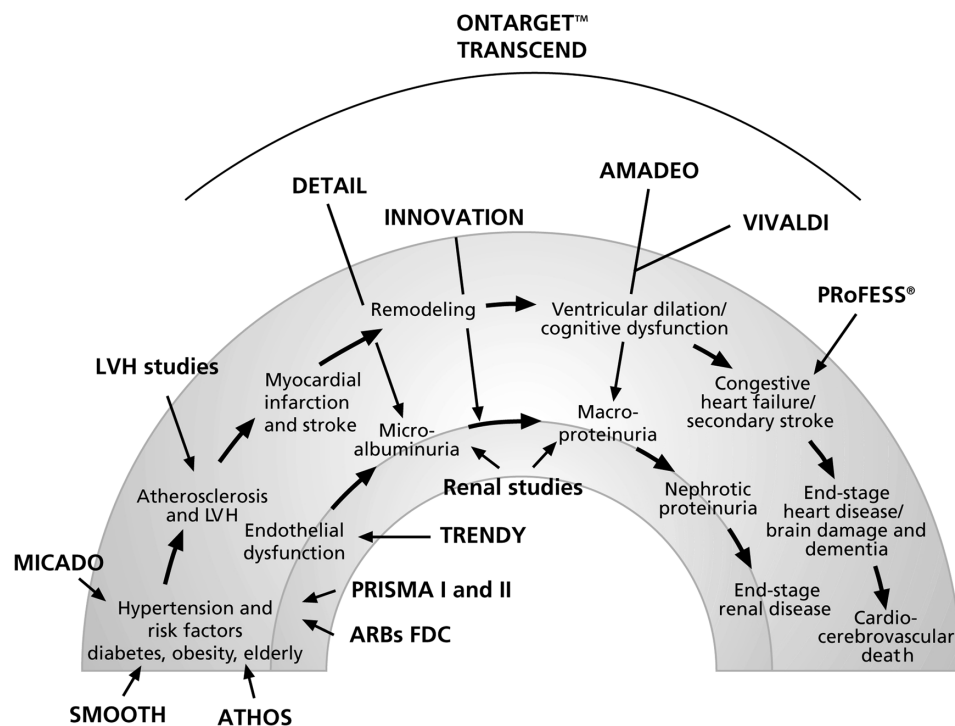 ONTARGET™
TRANSCEND
AMADEO
DETAIL
INNOVATION
VIVALDI
PRoFESS®
Remodeling
Ventricular dilation/
cognitive dysfunction
LVH studies
Myocardial
infarction
and stroke
Congestive
heart failure/
secondary stroke
Micro-
albuminuria
Macro-
proteinuria
Renal studies
Atherosclerosis
and LVH
Nephrotic
proteinuria
End-stage
heart disease/
brain damage and
dementia
Endothelial
dysfunction
TRENDY
MICADO
PRISMA I and II
End-stage
renal disease
Hypertension and
risk factors
diabetes, obesity, elderly
ARBs FDC
Cardio-
cerebrovascular
death
SMOOTH
ATHOS